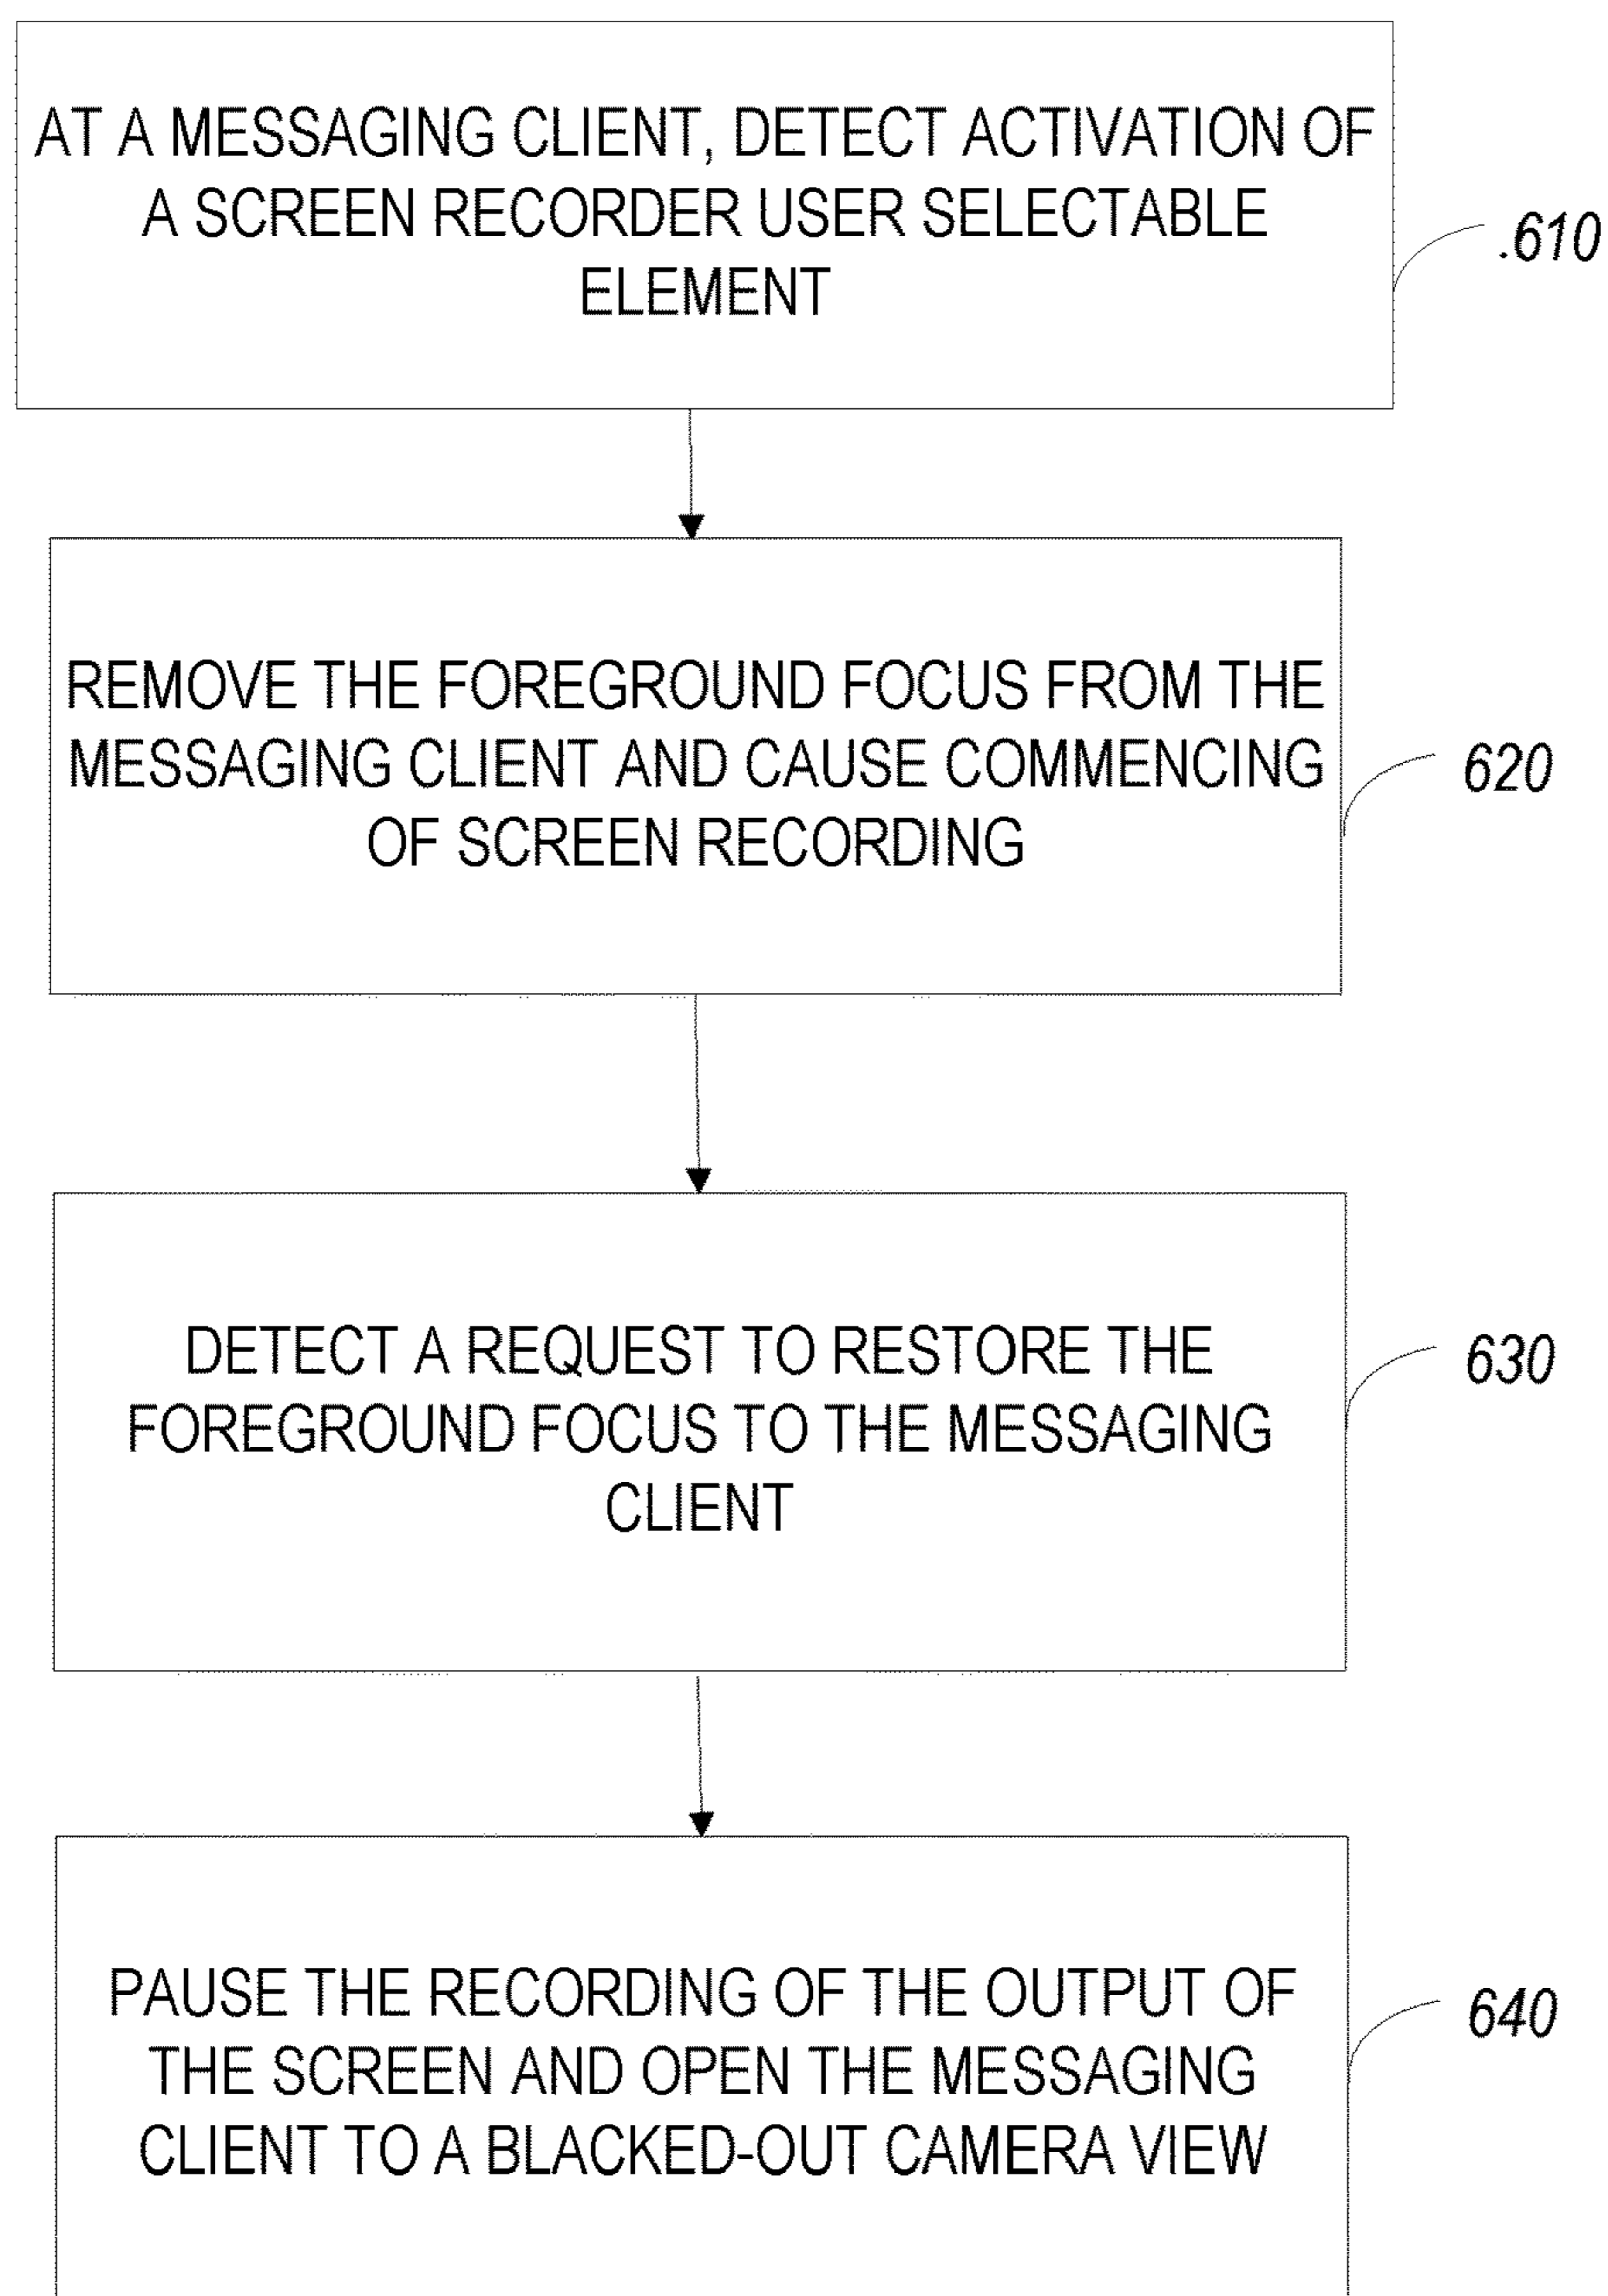 AT A MESSAGING CLIENT, DETECT ACTIVATION OF
A SCREEN RECORDER USER SELECTABLE
ELEMENT
.610
REMOVE THE FOREGROUND FOCUS FROM THE
MESSAGING CLIENT AND CAUSE COMMENCING
OF SCREEN RECORDING
620
DETECT A REQUEST TO RESTORE THE
FOREGROUND FOCUS TO THE MESSAGING
CLIENT
630
PAUSE THE RECORDING OF THE OUTPUT OF
THE SCREEN AND OPEN THE MESSAGING
CLIENT TO A BLACKED-OUT CAMERA VIEW
640